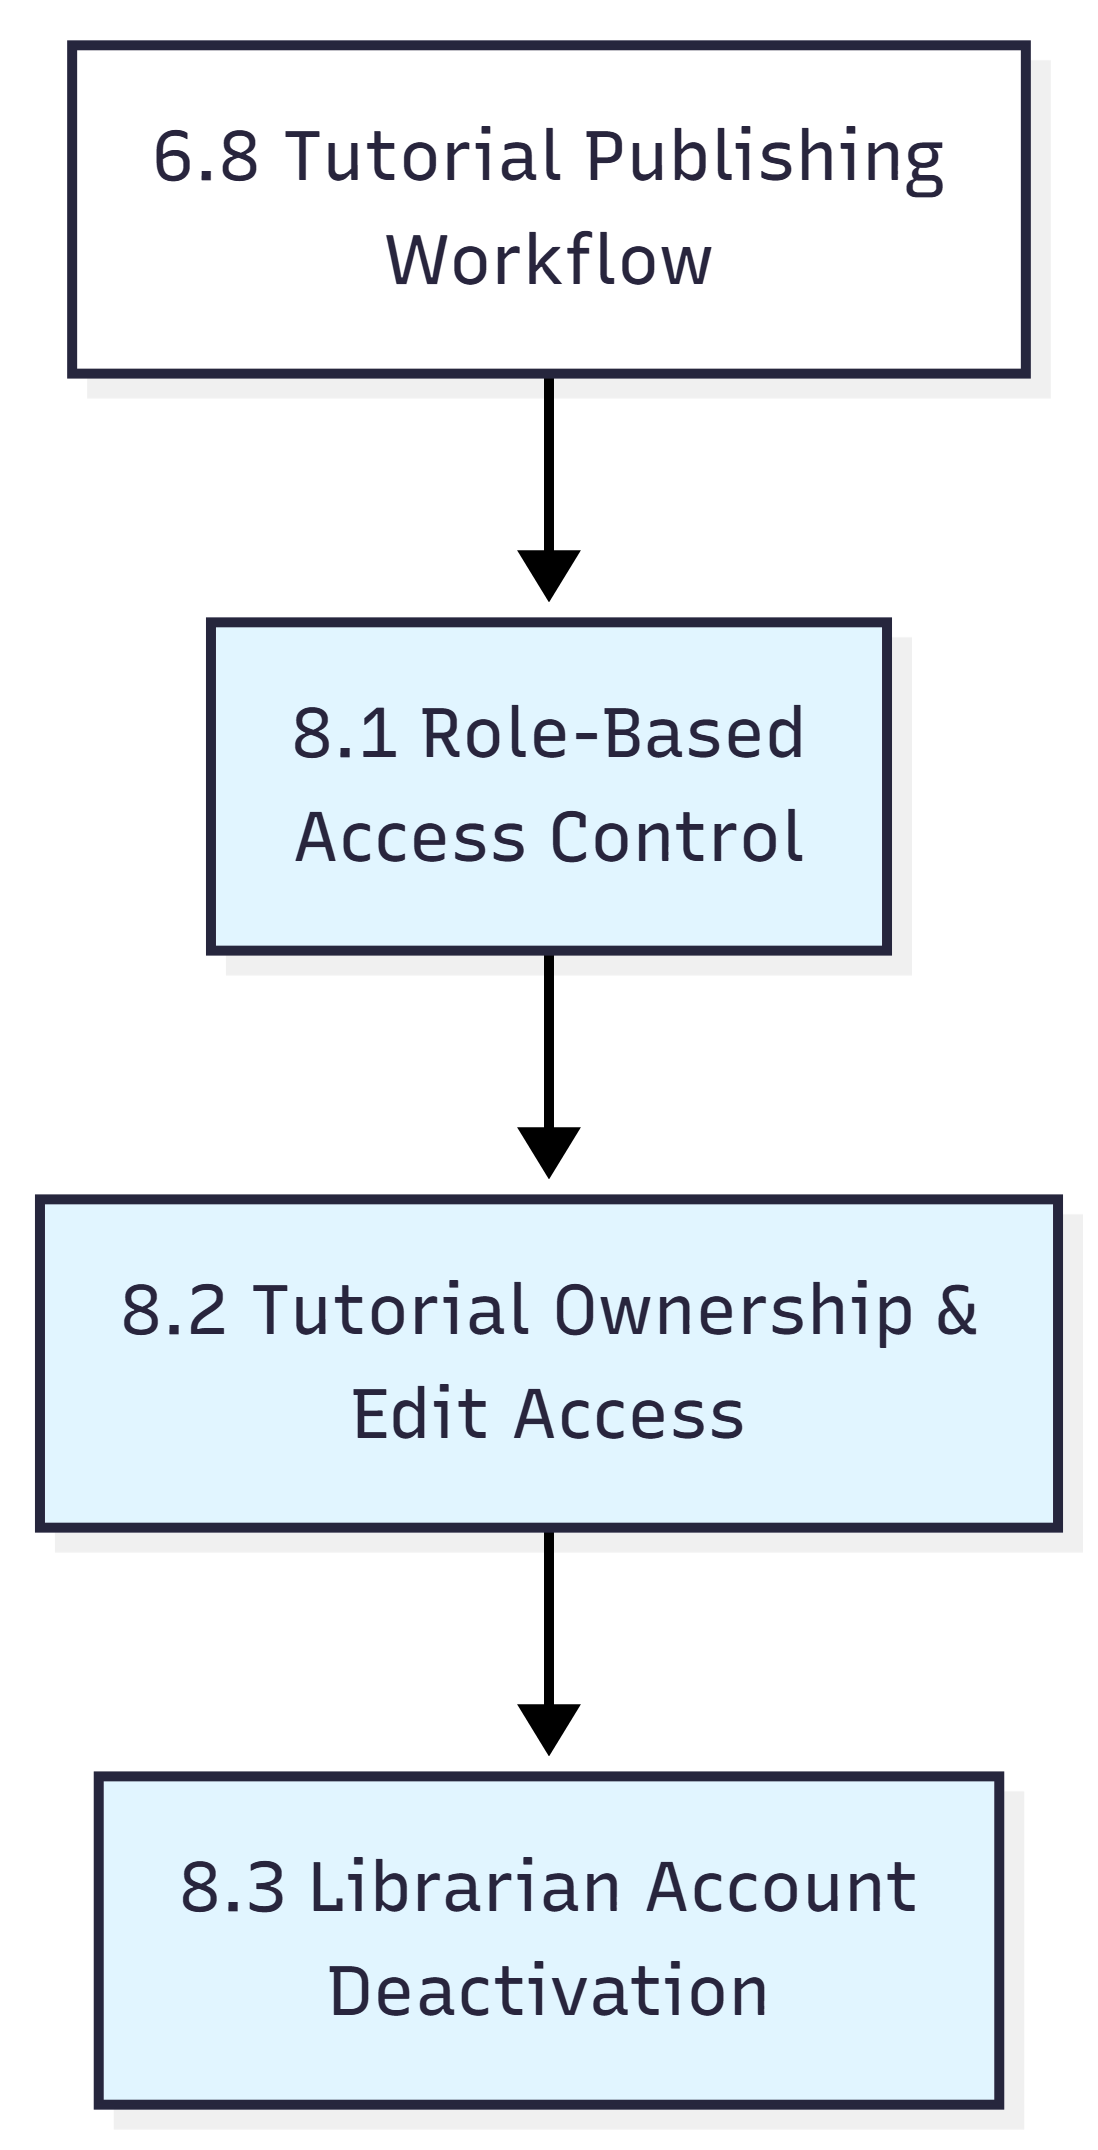 6.8 Tutorial Publishing
Workflow
8.1 Role-Based
Access Control
8.2 Tutorial Ownership &
Edit Access
8.3 Librarian Account
Deactivation